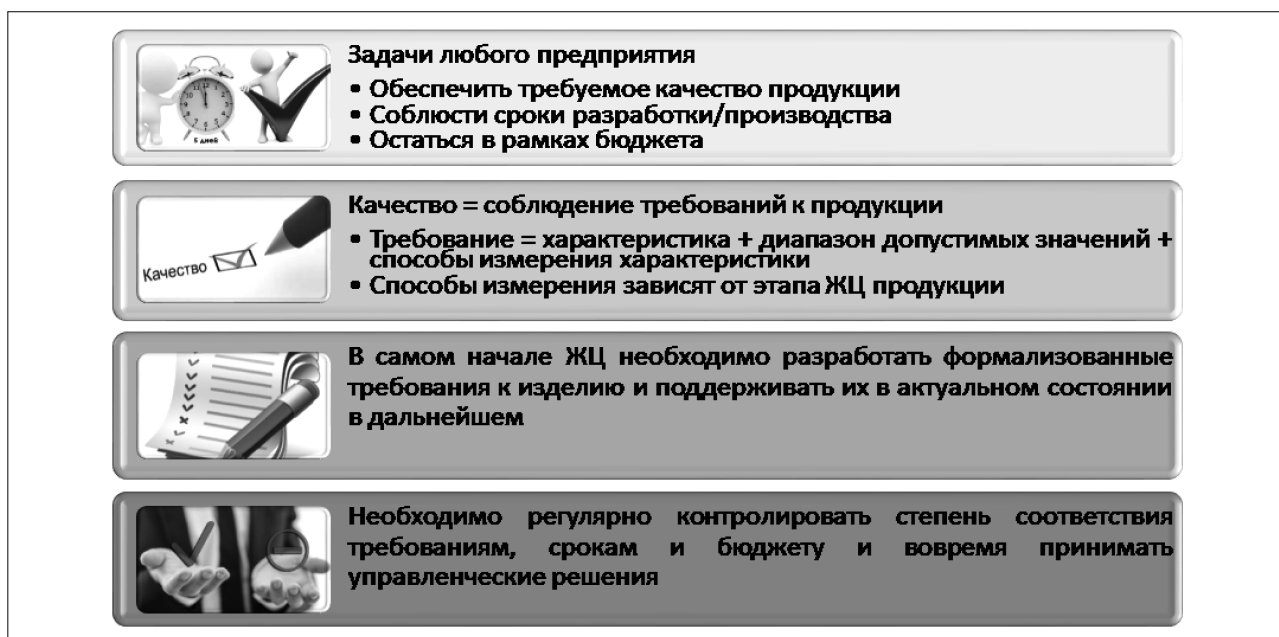 Задачи любого предприятия
• Обеспечить требуемое качество продукции
• Соблюсти сроки разработки/производства
• Остаться в рамках бюджета
5 дней
Качество = соблюдение требований к продукции
• Требование = характеристика + диапазон допустимых значений +
способы измерения характеристики
• Способы измерения зависят от этапа ЖЦ продукции
Качество
В самом начале ЖЦ необходимо разработать формализованные
требования к изделию и поддерживать их в актуальном состоянии
в дальнейшем
Необходимо регулярно контролировать степень соответствия
требованиям, срокам и бюджету и вовремя принимать
управленческие решения